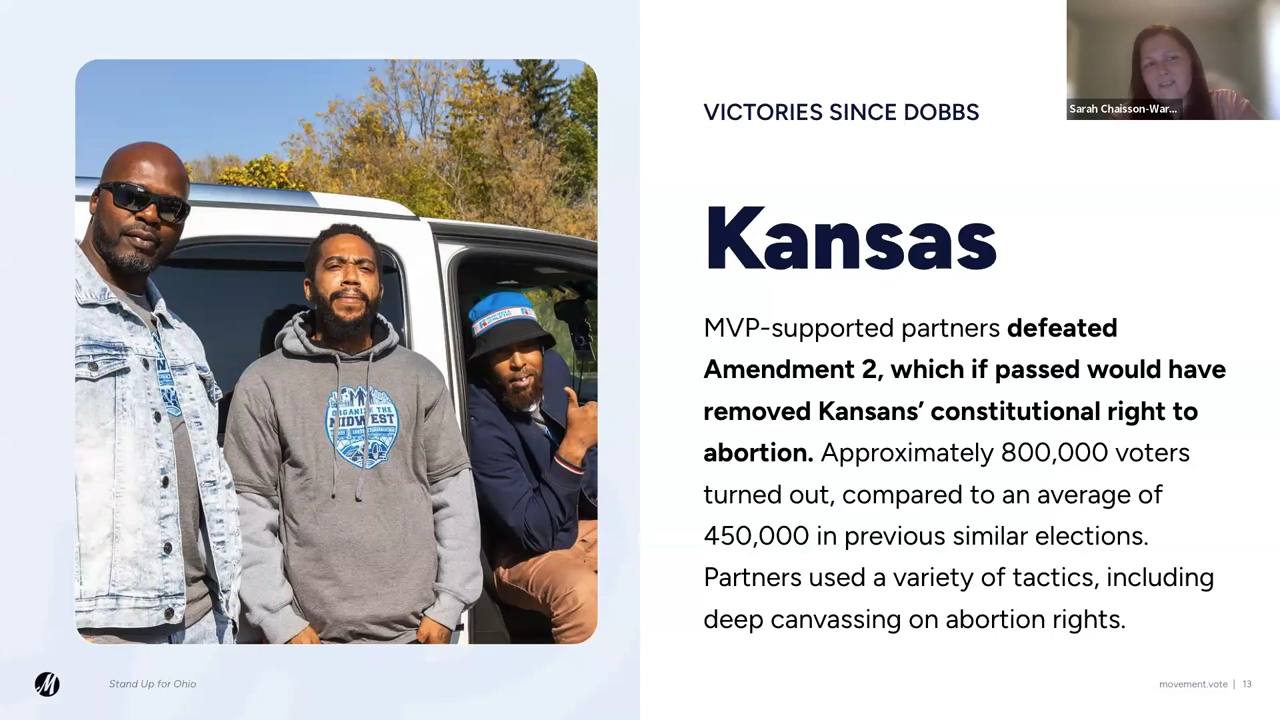 VICTORIES SINCE DOBBS
Sarah Chaisson-War...
Kansas
MVP-supported partners defeated
Amendment 2, which if passed would have
removed Kansans’ constitutional right to
abortion. Approximately 800,000 voters
turned out, compared to an average of
450,000 in previous similar elections.
Partners used a variety of tactics, including
deep canvassing on abortion rights.
ORGANIZE THE
MIDWEST
M
Stand Up for Ohio
movement.vote | 13